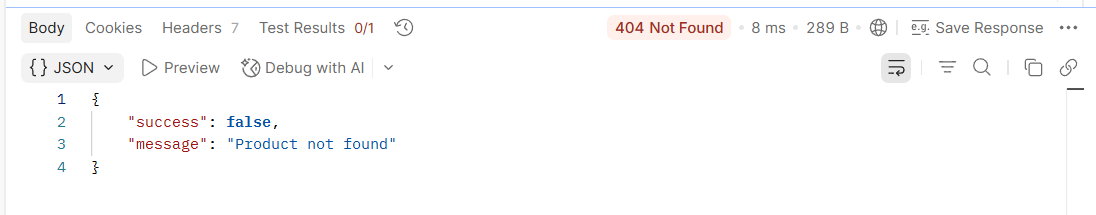 Body Cookies Headers 7 Test Results 0/1 404 Not Found • 8 ms • 289 B • e.g. Save Response •••
{} JSON Preview Debug with AI
1 {
2 "success": false,
3 "message": "Product not found"
4 }